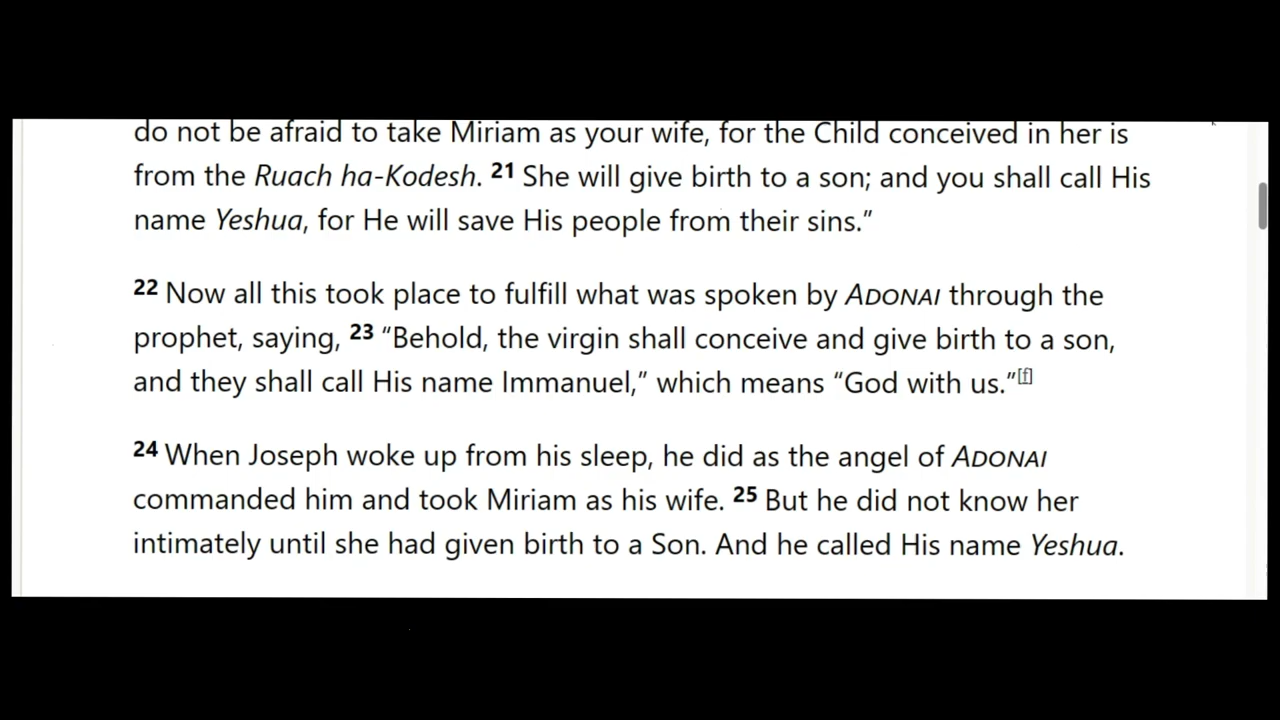 do not be afraid to take Miriam as your wife, for the Child conceived in her is
from the Ruach ha-Kodesh. 21 She will give birth to a son; and you shall call His
name Yeshua, for He will save His people from their sins.”
22 Now all this took place to fulfill what was spoken by ADONAI through the
prophet, saying, 23 “Behold, the virgin shall conceive and give birth to a son,
and they shall call His name Immanuel,” which means “God with us.”[f]
24 When Joseph woke up from his sleep, he did as the angel of ADONAI
commanded him and took Miriam as his wife. 25 But he did not know her
intimately until she had given birth to a Son. And he called His name Yeshua.